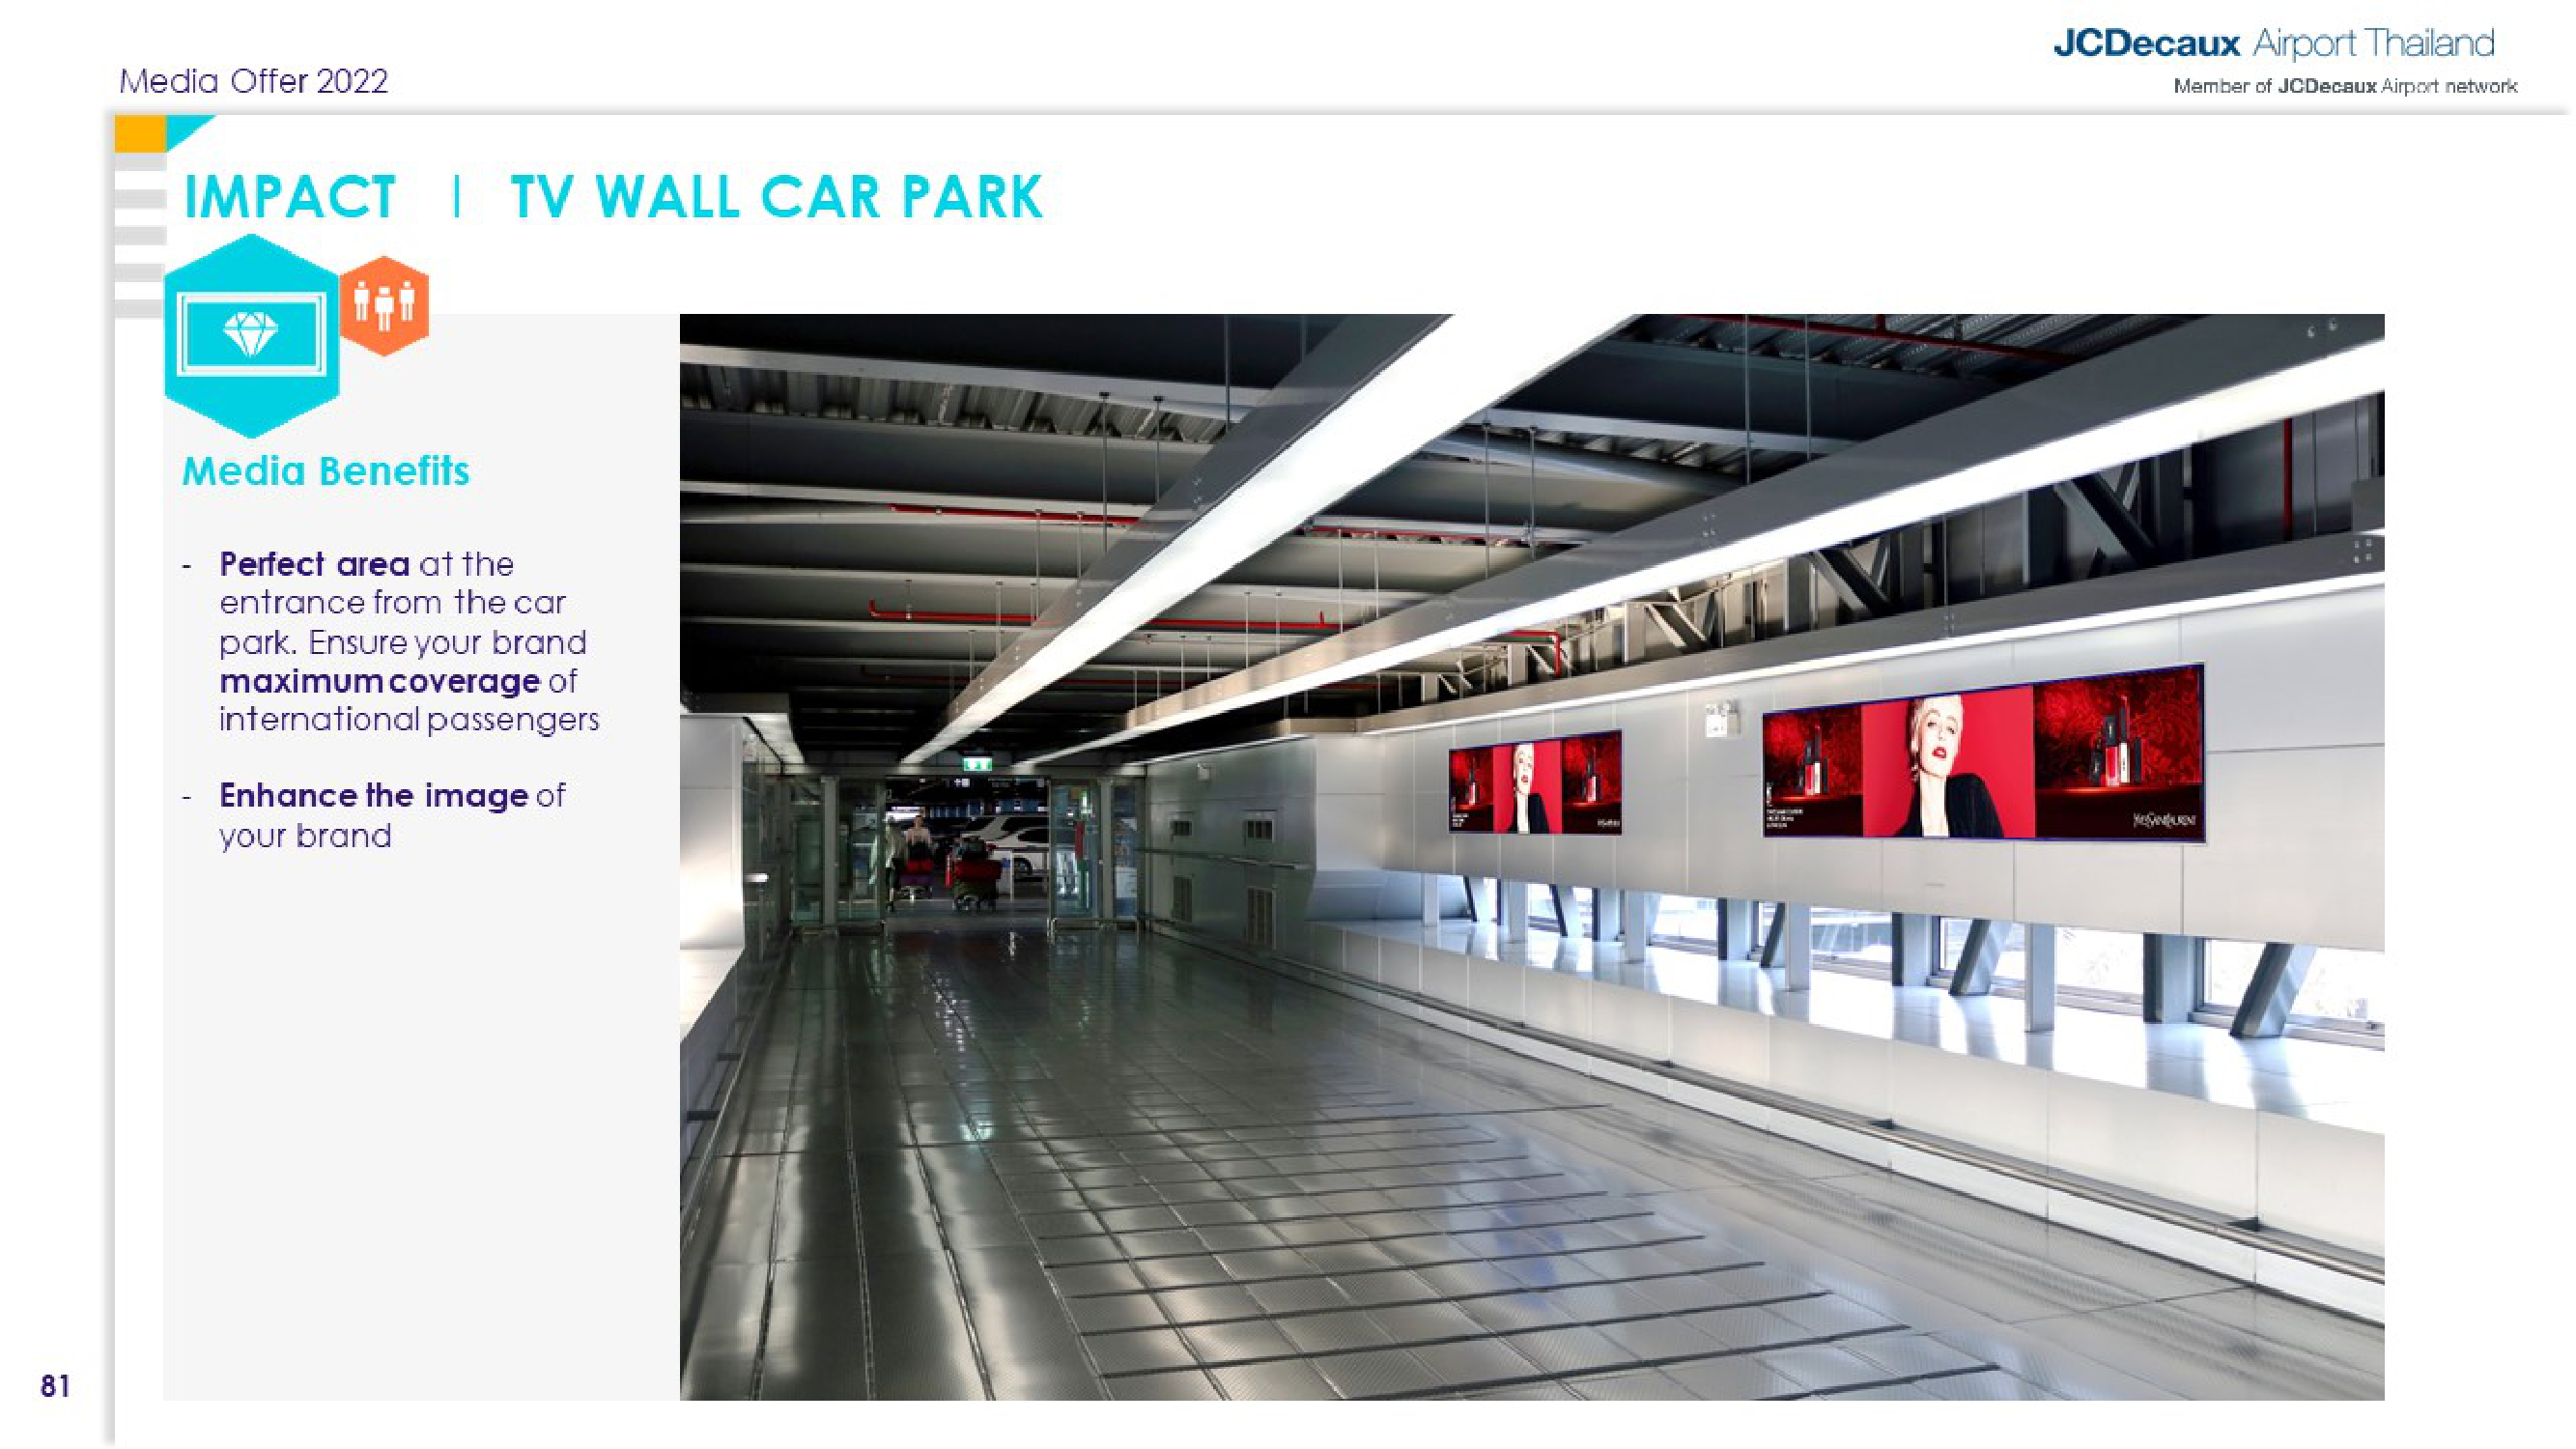 Media Offer 2022
JCDecaux Airport Thailand
Member of JCDecaux Airport network
IMPACT | TV WALL CAR PARK
Media Benefits
- Perfect area at the
entrance from the car
park. Ensure your brand
maximum coverage of
international passengers
- Enhance the image of
your brand
YVESSAINTLAURENT
81